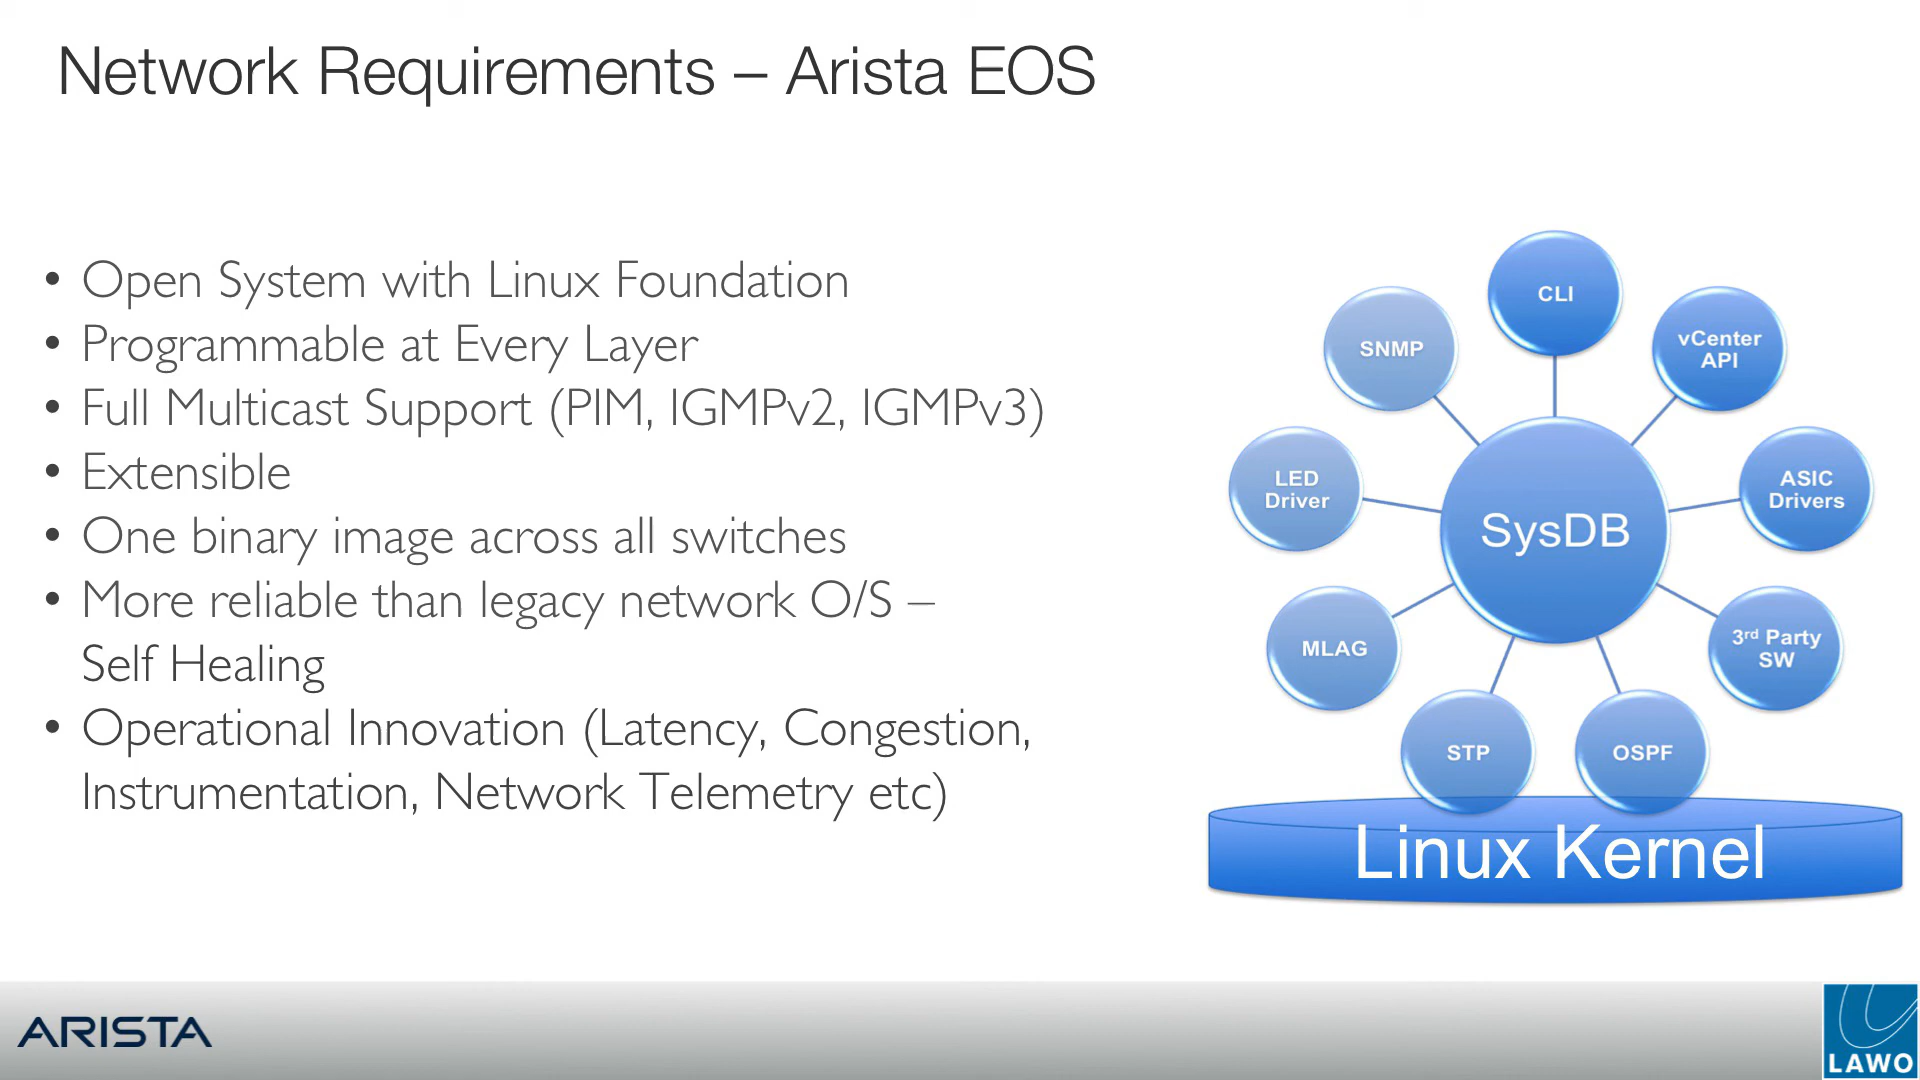 Network Requirements – Arista EOS
• Open System with Linux Foundation
• Programmable at Every Layer
• Full Multicast Support (PIM, IGMPv2, IGMPv3)
• Extensible
• One binary image across all switches
• More reliable than legacy network O/S –
Self Healing
• Operational Innovation (Latency, Congestion,
Instrumentation, Network Telemetry etc)
CLI
SNMP
vCenter
API
LED
Driver
ASIC
Drivers
SysDB
MLAG
3rd Party
SW
STP
OSPF
Linux Kernel
ARISTA
LAWO